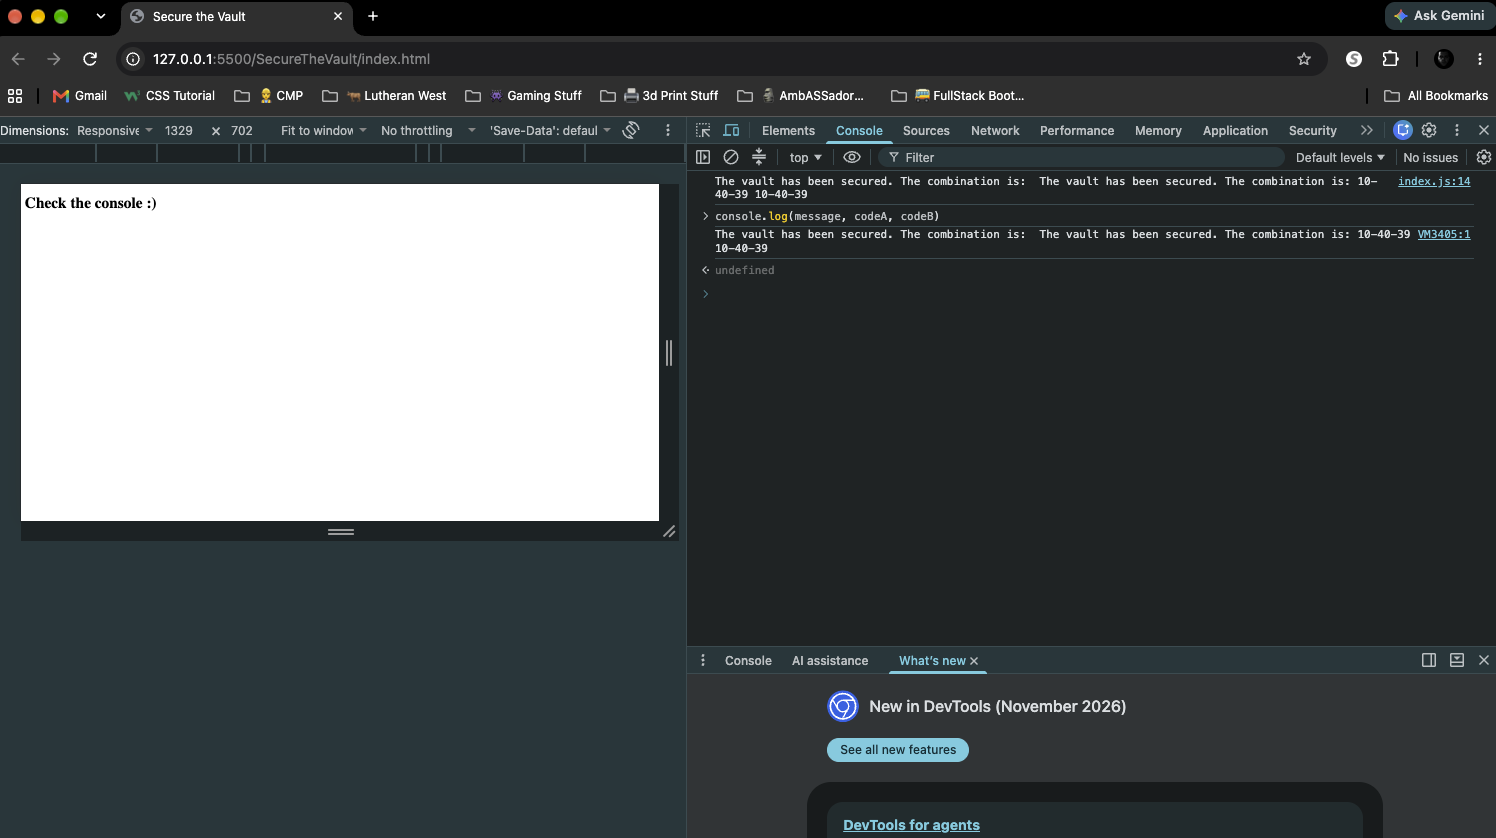 Secure the Vault
Ask Gemini
127.0.0.1:5500/SecureTheVault/index.html
Gmail CSS Tutorial CMP Lutheran West Gaming Stuff 3d Print Stuff AmbASSador... FullStack Boot... All Bookmarks
Dimensions: Responsive 1329 x 702 Fit to window No throttling 'Save-Data': defaul
Elements Console Sources Network Performance Memory Application Security
top Filter Default levels No issues
Check the console :)
The vault has been secured. The combination is:  The vault has been secured. The combination is: 10- index.js:14
40-39 10-40-39
console.log(message, codeA, codeB)
The vault has been secured. The combination is:  The vault has been secured. The combination is: 10-40-39 VM3405:1
10-40-39
undefined
Console AI assistance What's new
New in DevTools (November 2026)
See all new features
DevTools for agents